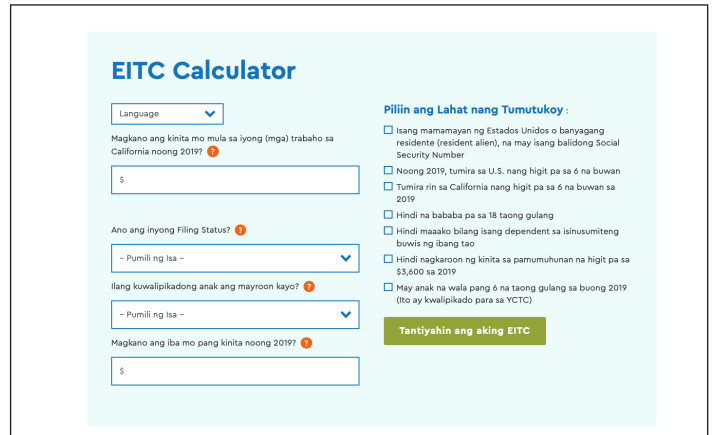 EITC Calculator
Language
Magkano ang kinita mo mula sa iyong (mga) trabaho sa
California noong 2019? ?
$
Ano ang inyong Filing Status? ?
– Pumili ng Isa –
Ilang kuwalipikadong anak ang mayroon kayo? ?
– Pumili ng Isa –
Magkano ang iba mo pang kinita noong 2019? ?
$
Piliin ang Lahat nang Tumutukoy :
Isang mamamayan ng Estados Unidos o banyagang
residente (resident alien), na may isang balidong Social
Security Number
Noong 2019, tumira sa U.S. nang higit pa sa 6 na buwan
Tumira rin sa California nang higit pa sa 6 na buwan sa
2019
Hindi na bababa pa sa 18 taong gulang
Hindi maaako bilang isang dependent sa isinusumiteng
buwis ng ibang tao
Hindi nagkaroon ng kinita sa pamumuhunan na higit pa sa
$3,600 sa 2019
May anak na wala pang 6 na taong gulang sa buong 2019
(Ito ay kwalipikado para sa YCTC)
Tantiyahin ang aking EITC